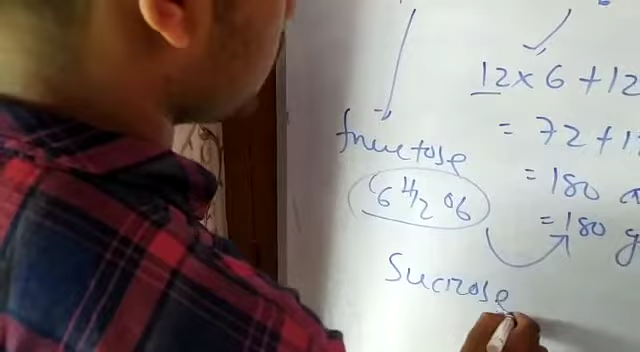 12×6+12
= 72+1
fructose
= 180 a
C6H12O6
= 180 g
Sucrose